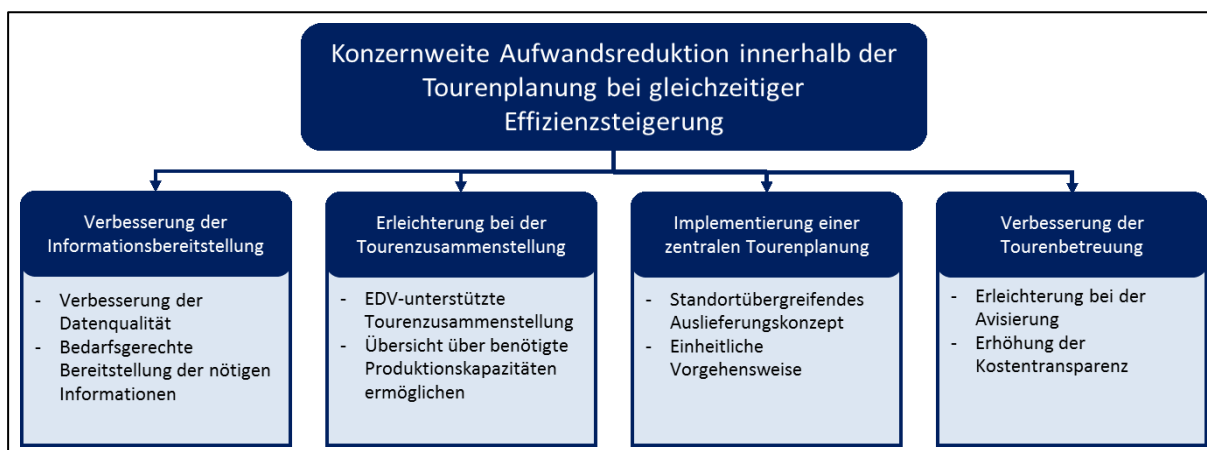 Konzernweite Aufwandsreduktion innerhalb der
Tourenplanung bei gleichzeitiger
Effizienzsteigerung
Verbesserung der
Informationsbereitstellung
- Verbesserung der
Datenqualität
- Bedarfsgerechte
Bereitstellung der nötigen
Informationen
Erleichterung bei der
Tourenzusammenstellung
- EDV-unterstützte
Tourenzusammenstellung
- Übersicht über benötigte
Produktionskapazitäten
ermöglichen
Implementierung einer
zentralen Tourenplanung
- Standortübergreifendes
Auslieferungskonzept
- Einheitliche
Vorgehensweise
Verbesserung der
Tourenbetreuung
- Erleichterung bei der
Avisierung
- Erhöhung der
Kostentransparenz